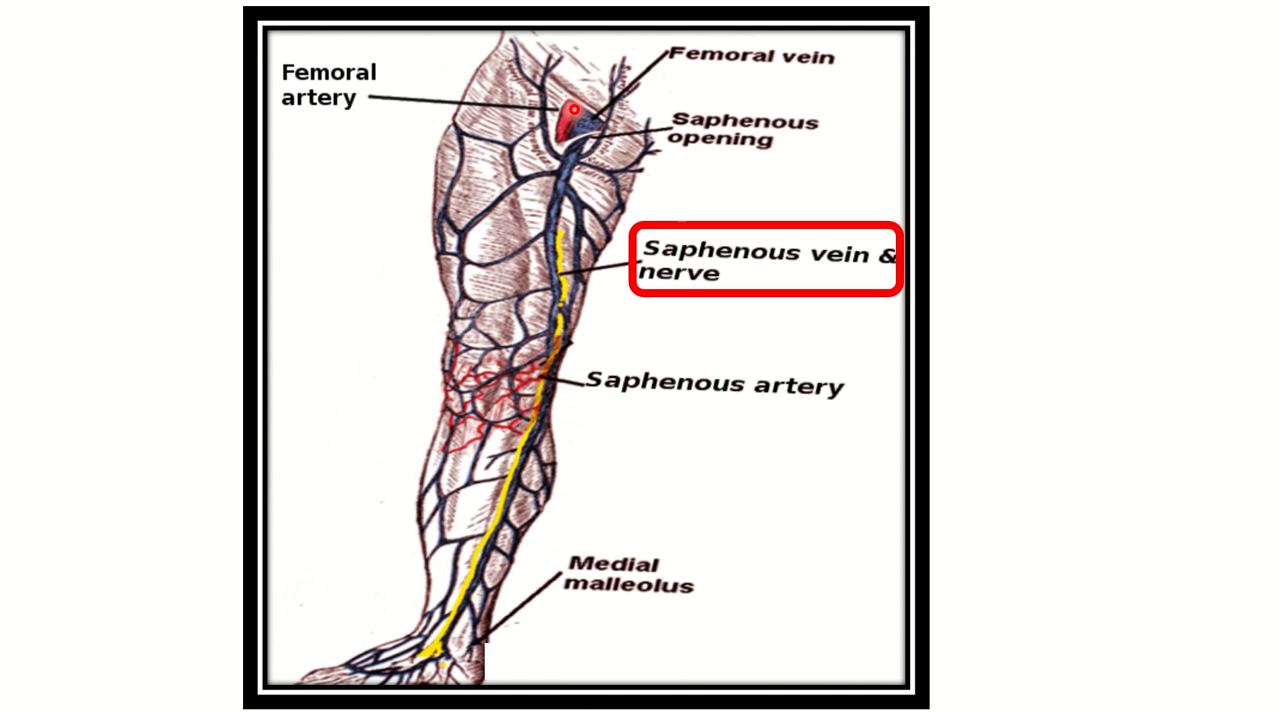 Femoral
artery
Femoral vein
Saphenous
opening
Saphenous vein &
nerve
Saphenous artery
Medial
malleolus